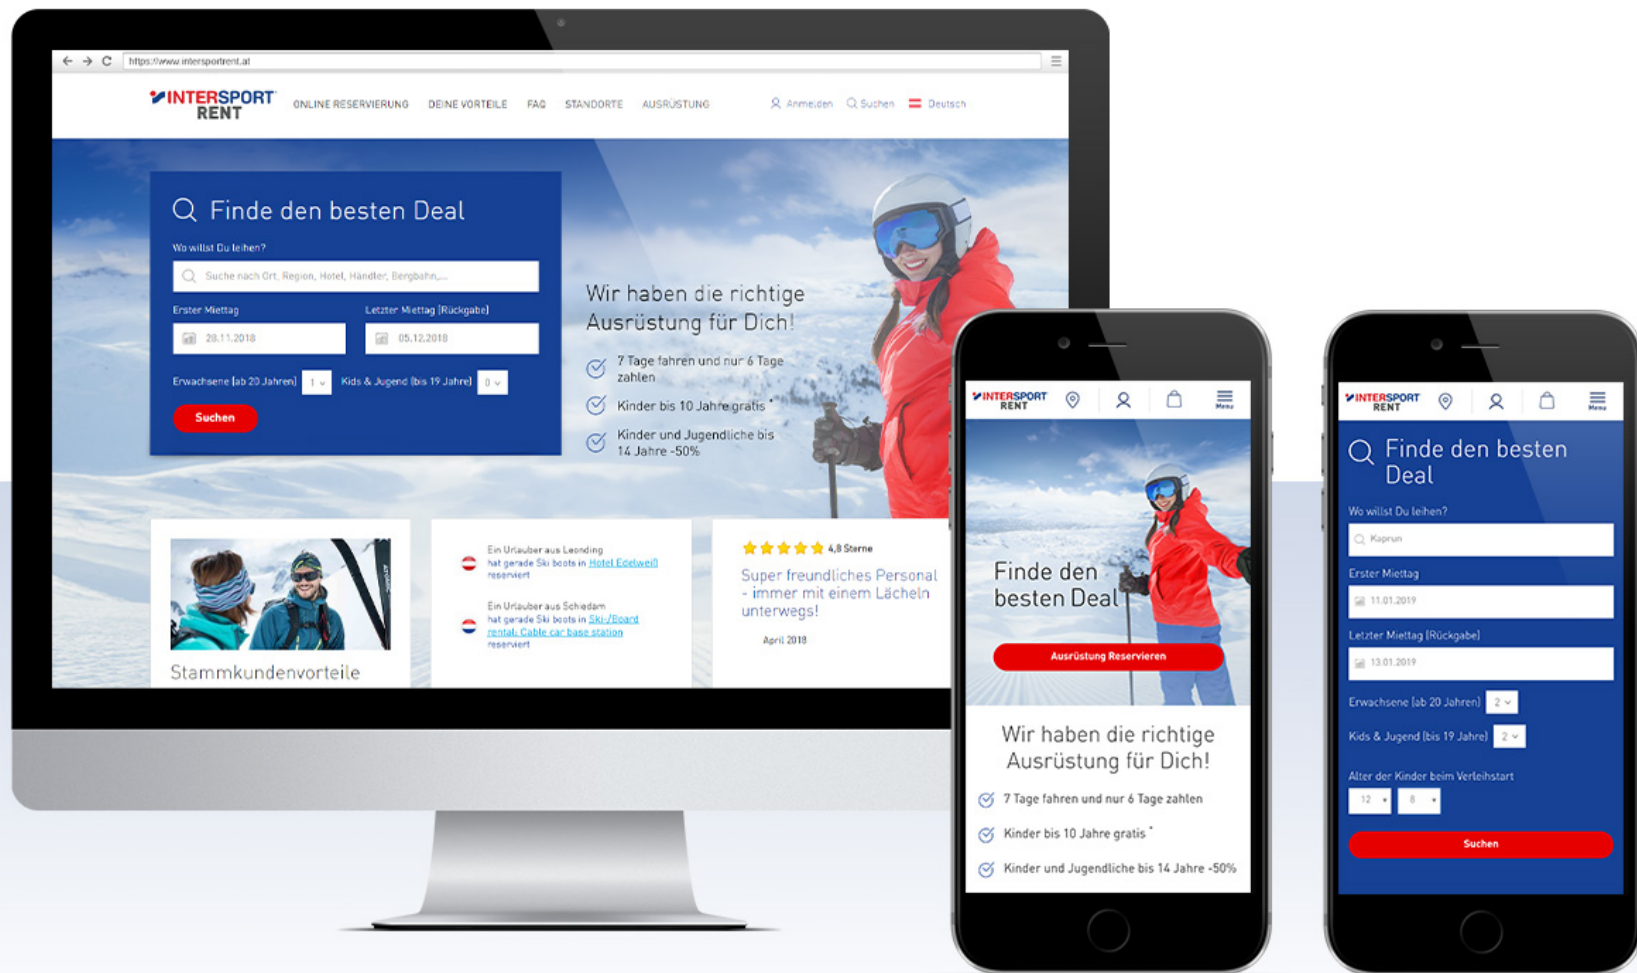 https://www.intersportrent.at
INTERSPORT
RENT
ONLINE RESERVIERUNG DEINE VORTEILE FAQ STANDORTE AUSRÜSTUNG
Anmelden Suchen Deutsch
Finde den besten Deal
Wo willst Du leihen?
Suche nach Ort, Region, Hotel, Händler, Bergbahn,...
Erster Miettag Letzter Miettag (Rückgabe)
28.11.2018 05.12.2018
Erwachsene (ab 20 Jahren) 1 Kids & Jugend (bis 19 Jahre) 0
Suchen
Wir haben die richtige
Ausrüstung für Dich!
7 Tage fahren und nur 6 Tage
zahlen
Kinder bis 10 Jahre gratis *
Kinder und Jugendliche bis
14 Jahre -50%
Stammkundenvorteile
Ein Urlauber aus Leonding
hat gerade Ski boots in Hotel Edelweiß
reserviert
Ein Urlauber aus Schiedam
hat gerade Ski boots in Ski-/Board
rental: Cable car base station
reserviert
4,8 Sterne
Super freundliches Personal
- immer mit einem Lächeln
unterwegs!
April 2018
INTERSPORT
RENT
Menu
Finde den
besten Deal
Ausrüstung Reservieren
Wir haben die richtige
Ausrüstung für Dich!
7 Tage fahren und nur 6 Tage zahlen
Kinder bis 10 Jahre gratis *
Kinder und Jugendliche bis 14 Jahre -50%
INTERSPORT
RENT
Menu
Finde den besten
Deal
Wo willst Du leihen?
Kaprun
Erster Miettag
11.01.2019
Letzter Miettag (Rückgabe)
13.01.2019
Erwachsene (ab 20 Jahren) 2
Kids & Jugend (bis 19 Jahre) 2
Alter der Kinder beim Verleihstart
12 8
Suchen